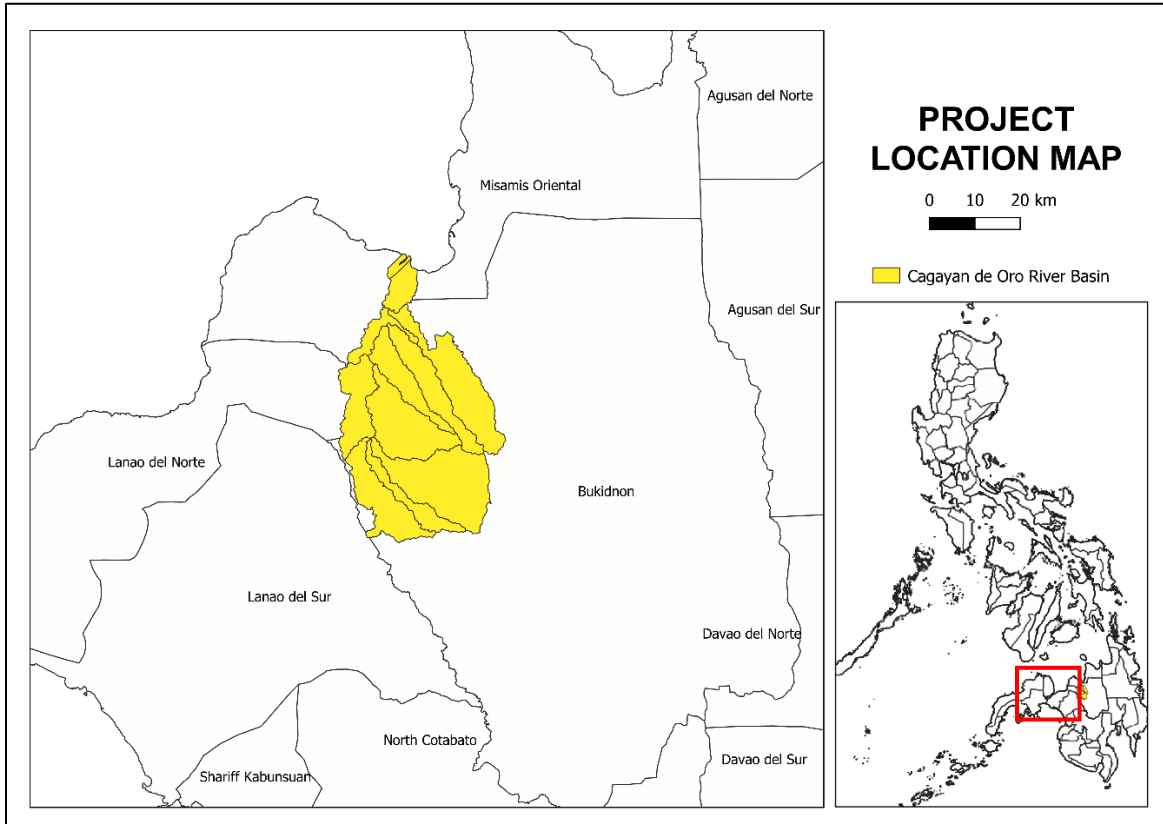 Agusan del Norte
Misamis Oriental
Agusan del Sur
Lanao del Norte
Bukidnon
Lanao del Sur
Davao del Norte
North Cotabato
Shariff Kabunsuan
Davao del Sur
PROJECT
LOCATION MAP
0 10 20 km
Cagayan de Oro River Basin